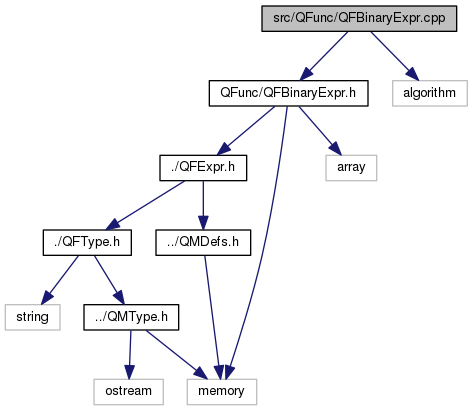 src/QFunc/QFBinaryExpr.cpp
QFunc/QFBinaryExpr.h
algorithm
./QFExpr.h
array
./QFType.h
../QMDefs.h
string
../QMType.h
ostream
memory